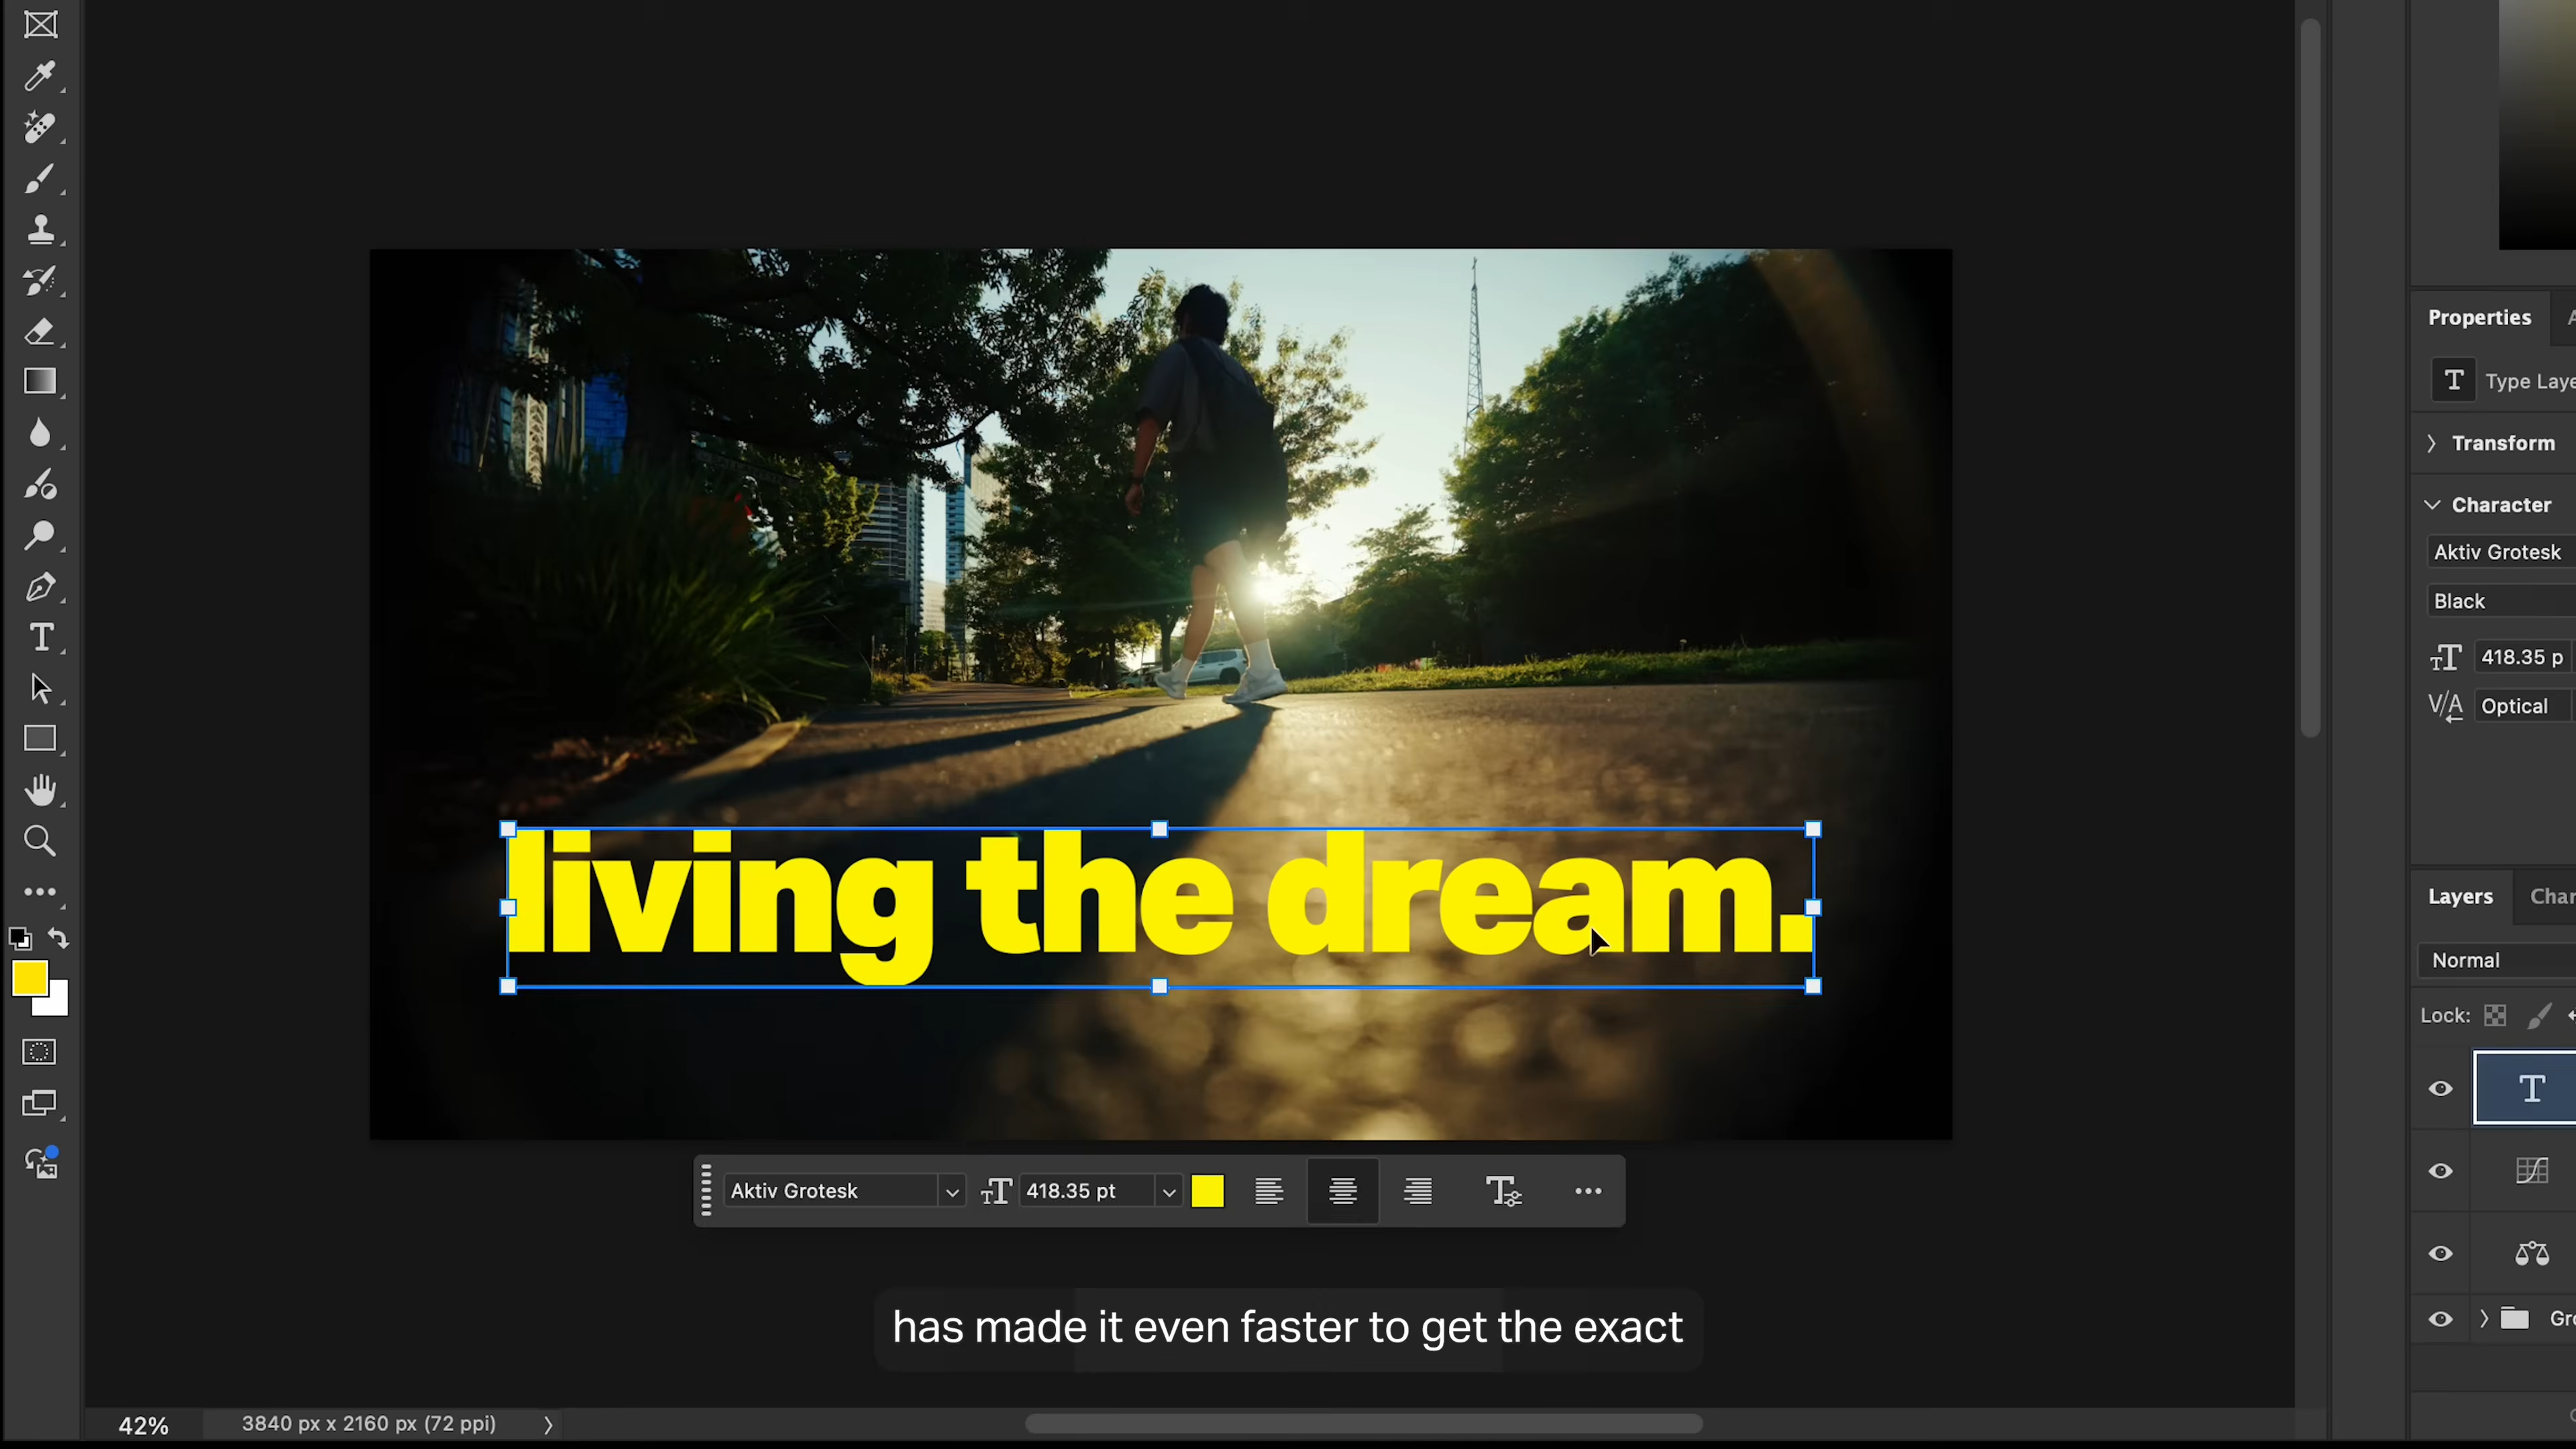 Properties
A
T Type Laye
Transform
Character
Aktiv Grotesk
Black
418.35 p
Optical
living the dream.
Layers
Char
Normal
Lock:
T
Aktiv Grotesk
418.35 pt
Gro
has made it even faster to get the exact
42%
3840 px x 2160 px (72 ppi)